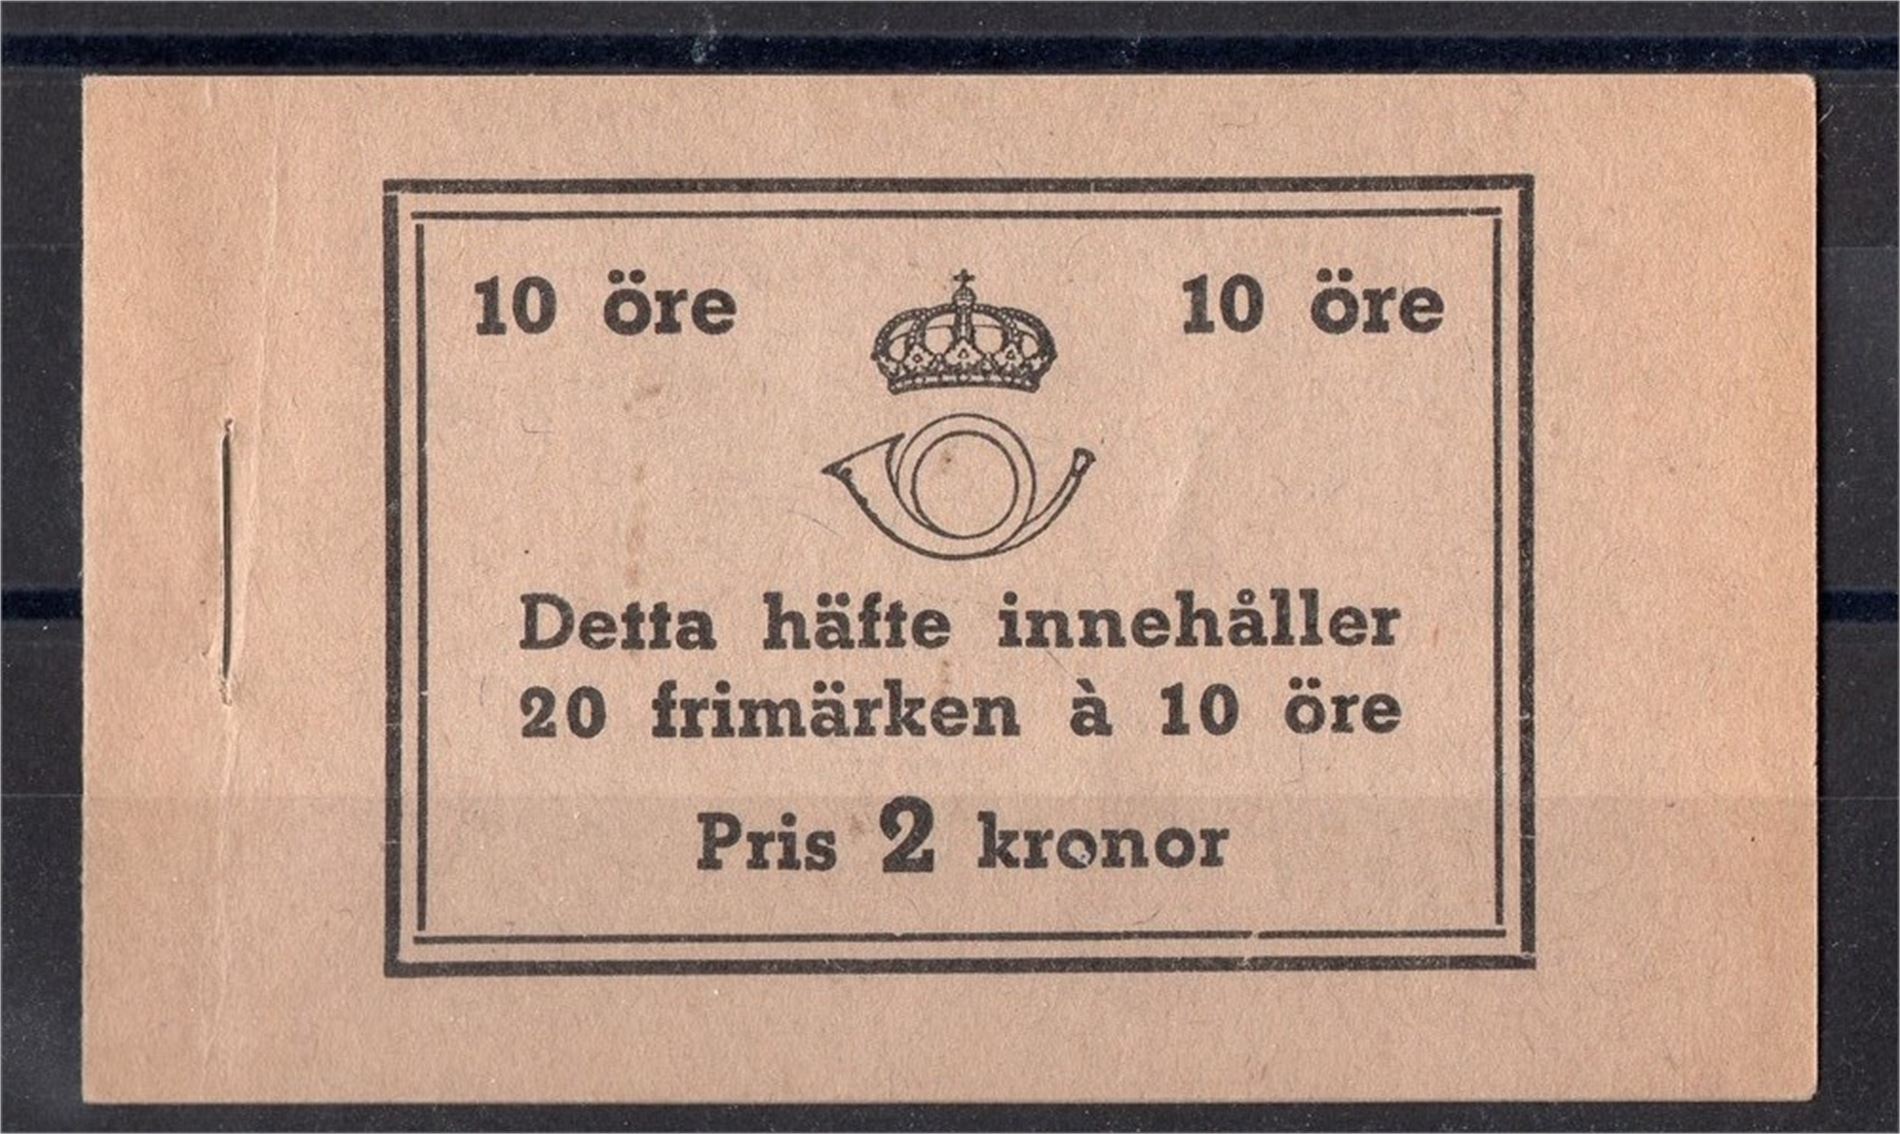 10 öre 10 öre
Detta häfte innehåller
20 frimärken à 10 öre
Pris 2 kronor